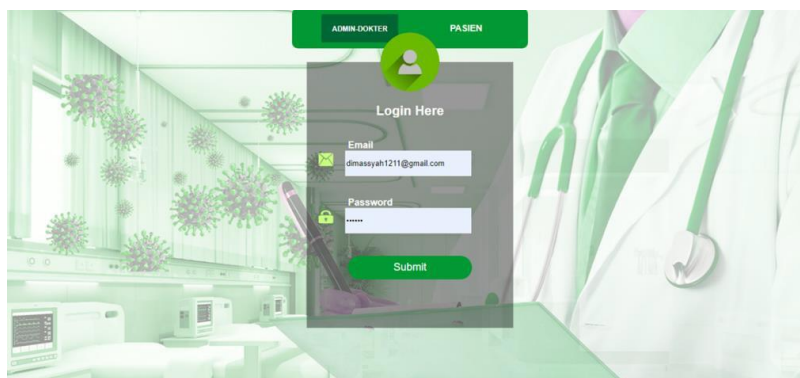 ADMIN-DOKTER PASIEN
Login Here
Email
dimassyah1211@gmail.com
Password
••••••
Submit